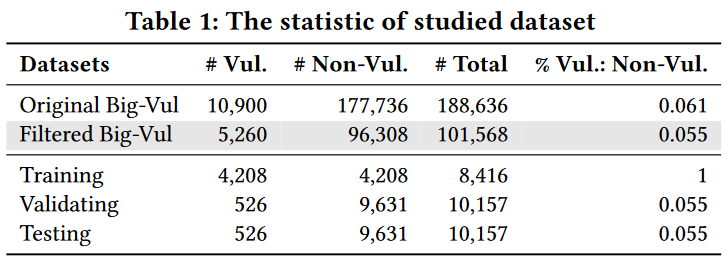 Table 1: The statistic of studied dataset
Datasets # Vul. # Non-Vul. # Total % Vul.: Non-Vul.
Original Big-Vul 10,900 177,736 188,636 0.061
Filtered Big-Vul 5,260 96,308 101,568 0.055
Training 4,208 4,208 8,416 1
Validating 526 9,631 10,157 0.055
Testing 526 9,631 10,157 0.055